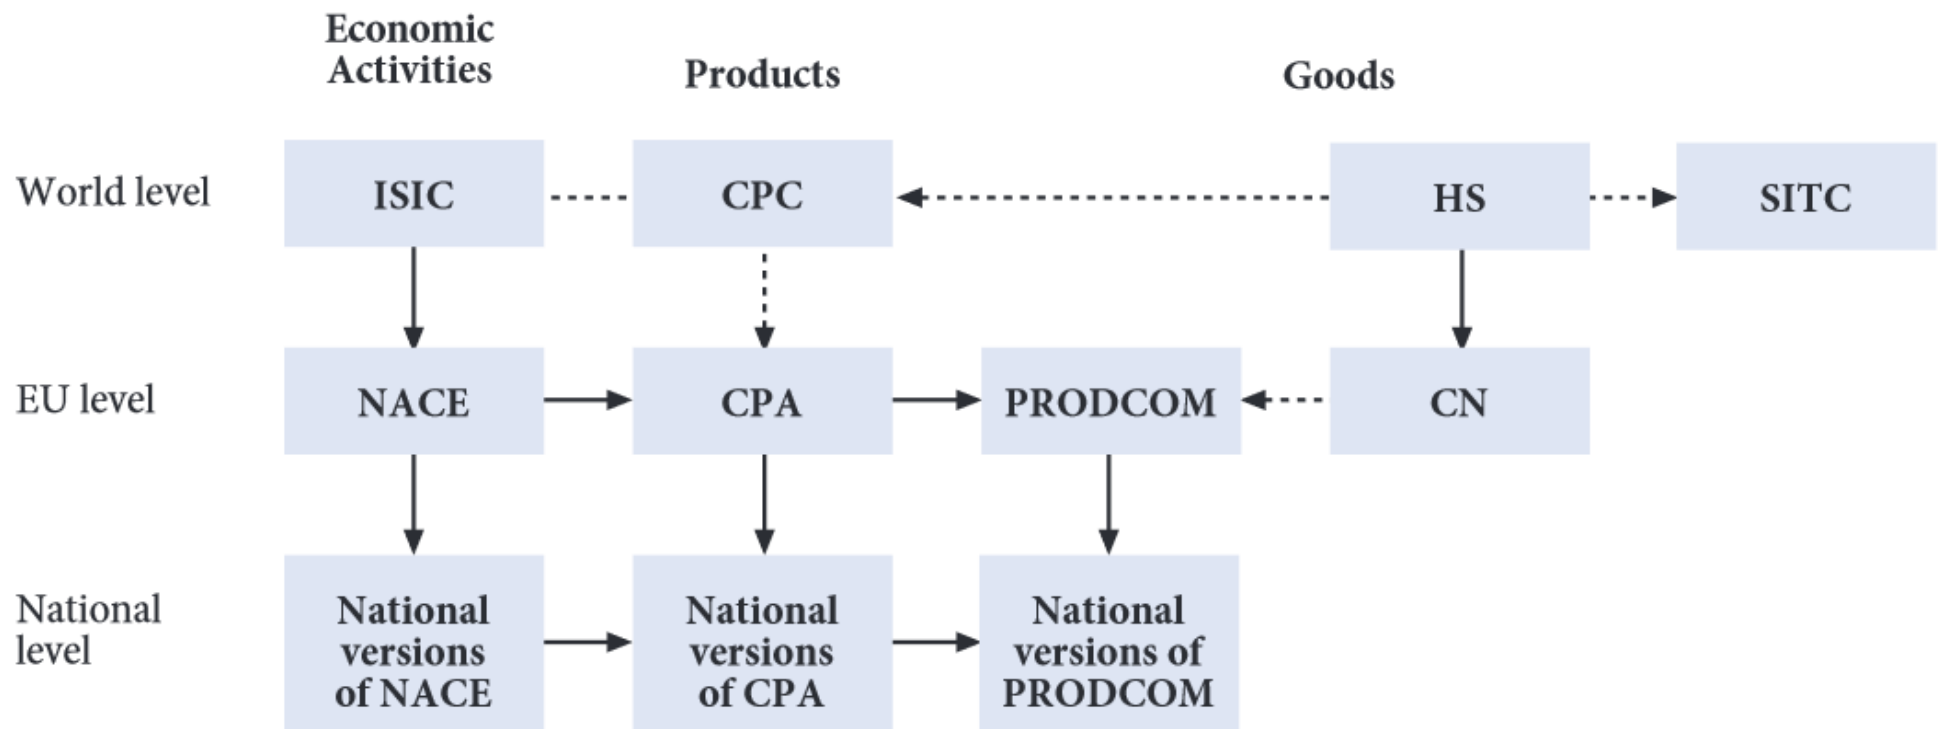 Economic
Activities
Products
Goods
World level
ISIC
CPC
HS
SITC
EU level
NACE
CPA
PRODCOM
CN
National
level
National
versions
of NACE
National
versions
of CPA
National
versions of
PRODCOM